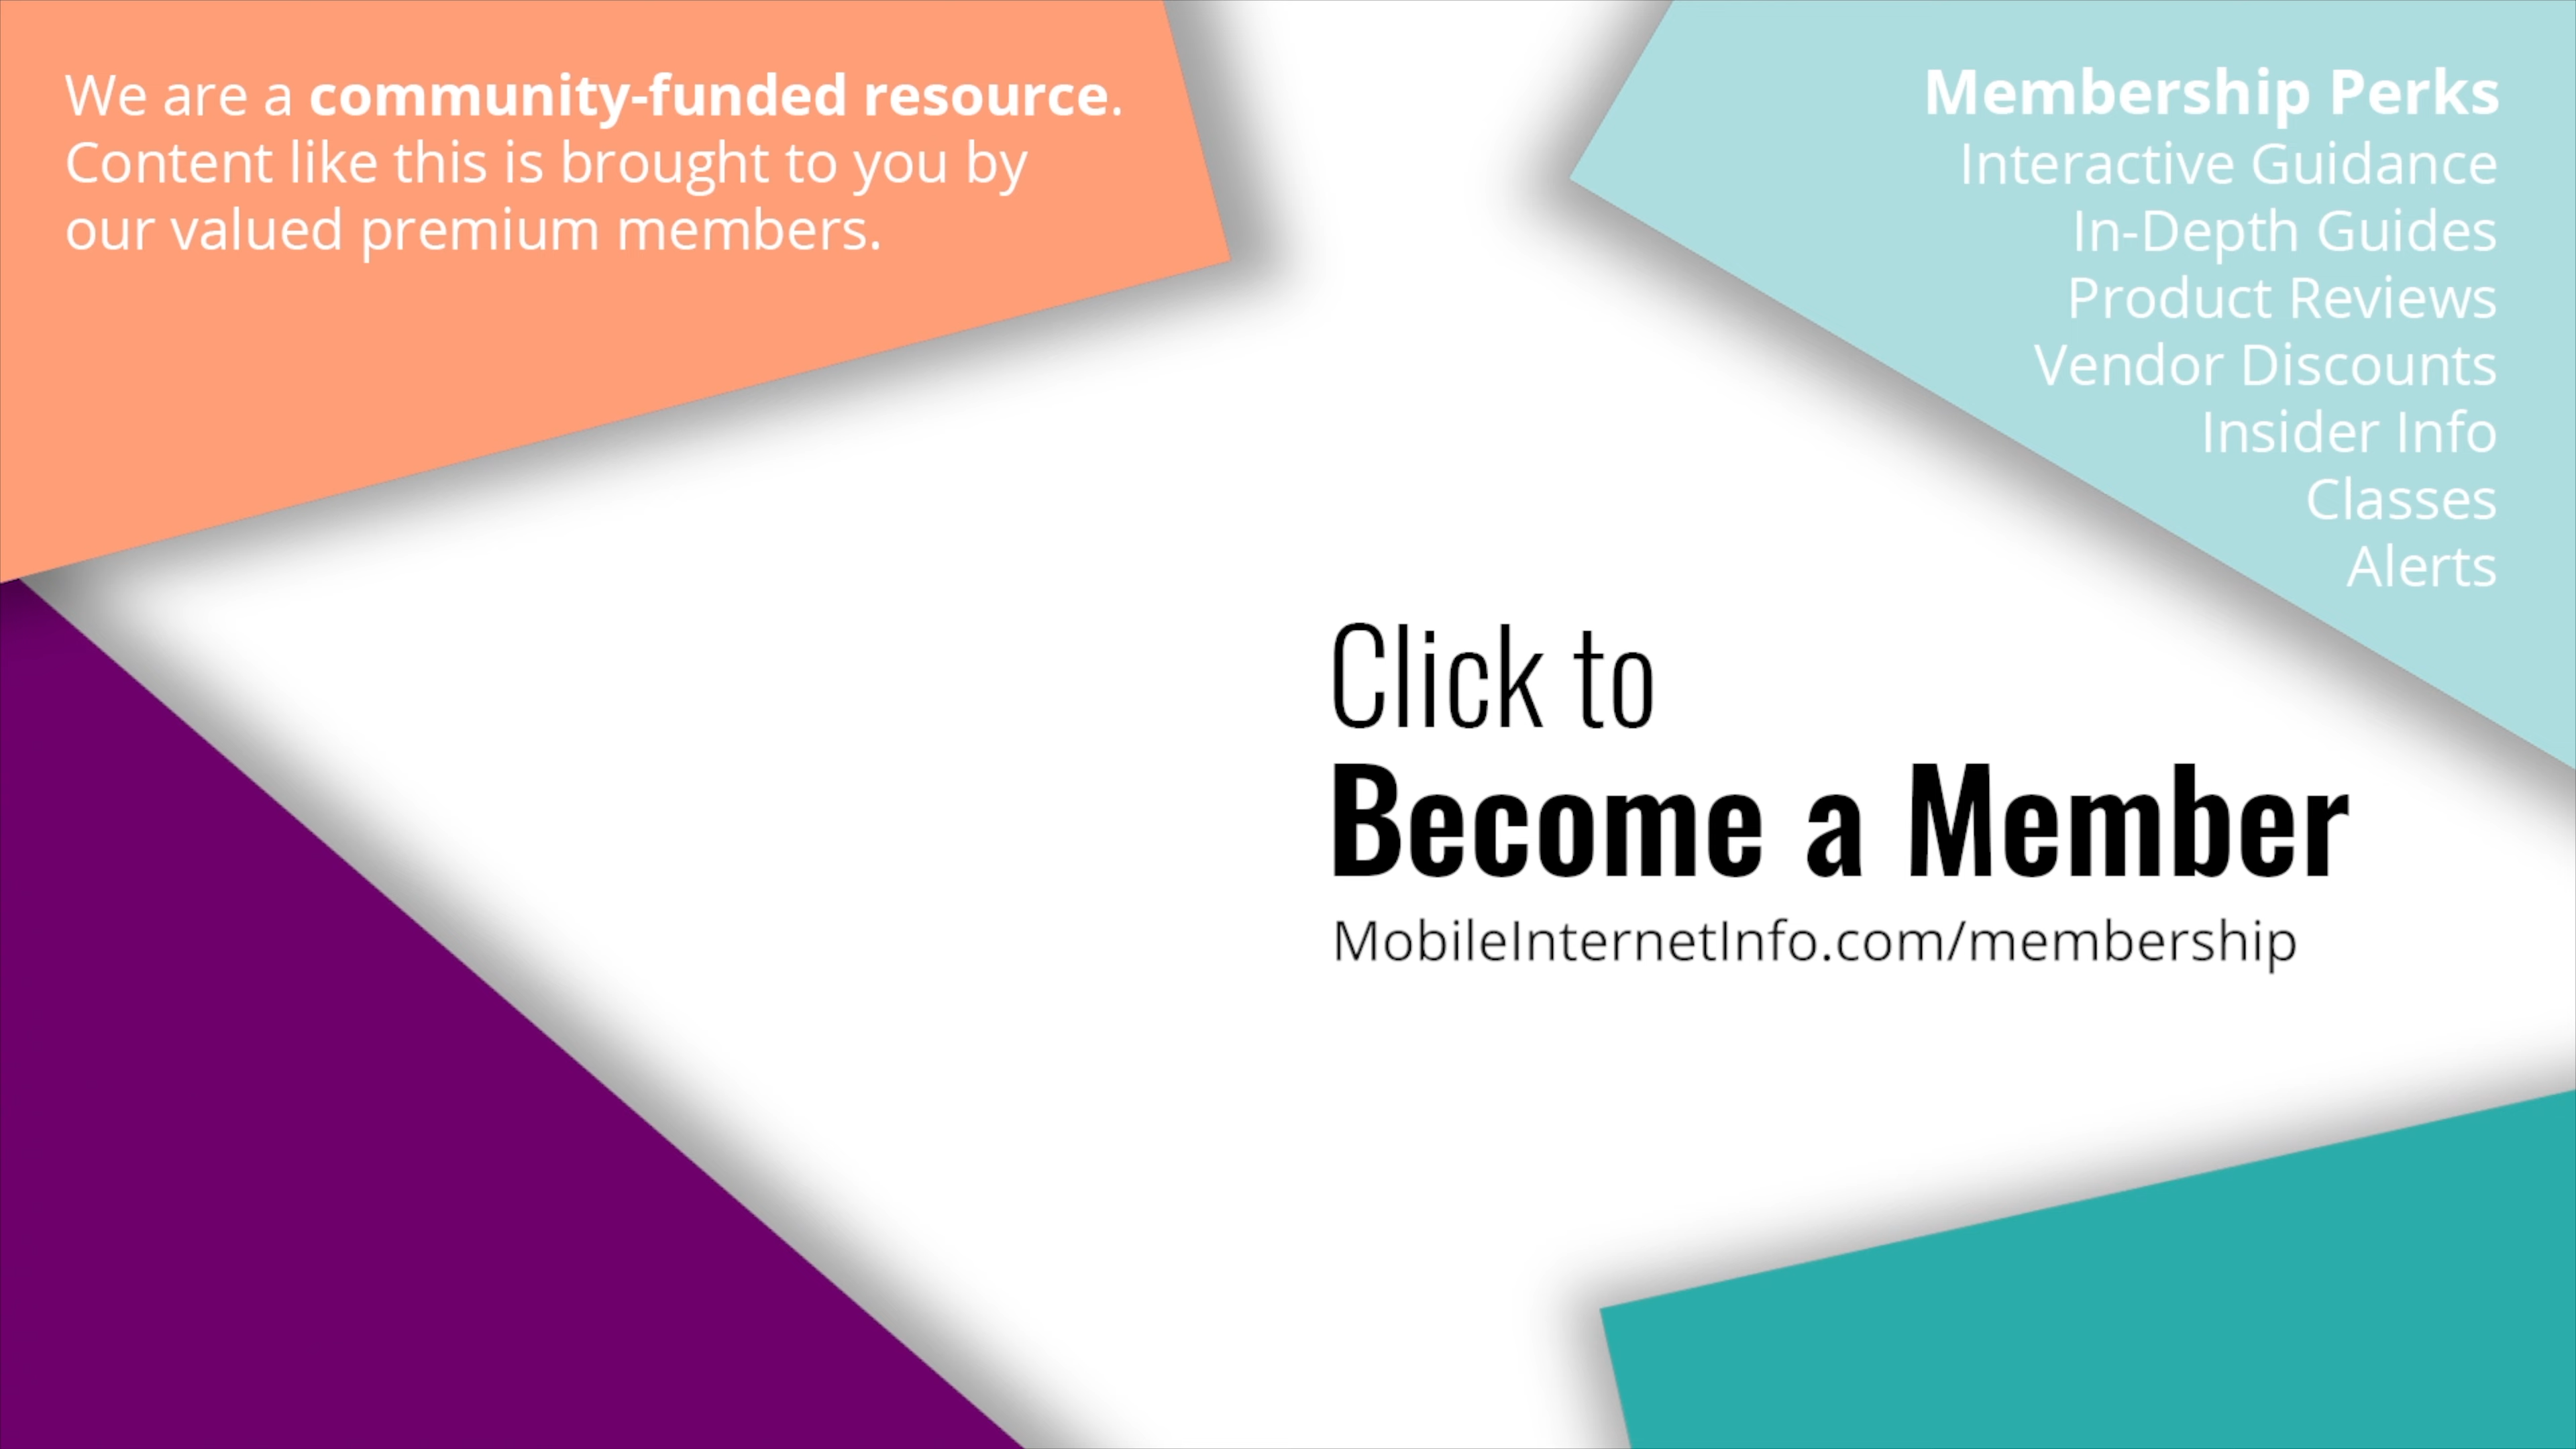 We are a community-funded resource.
Content like this is brought to you by
our valued premium members.
Membership Perks
Interactive Guidance
In-Depth Guides
Product Reviews
Vendor Discounts
Insider Info
Classes
Alerts
Click to
Become a Member
MobileInternetInfo.com/membership